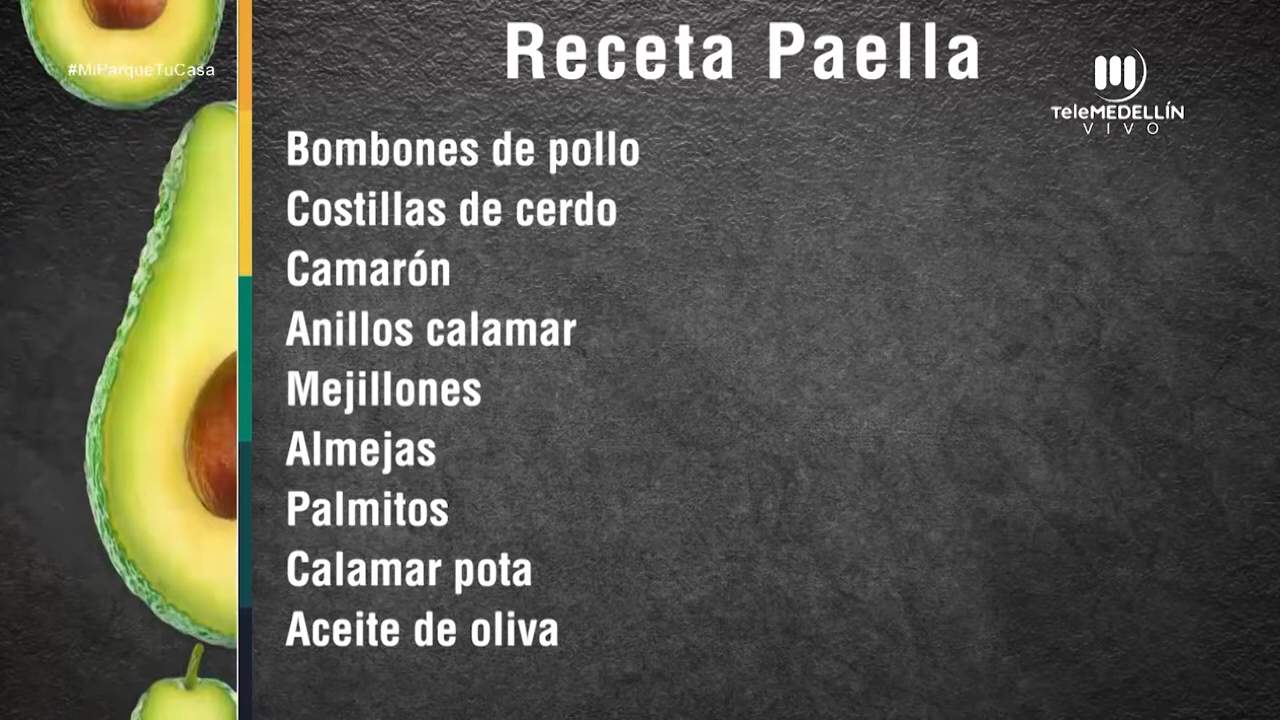 Receta Paella
#MiParqueTuCasa
TeleMEDELLÍN
VIVO
Bombones de pollo
Costillas de cerdo
Camarón
Anillos calamar
Mejillones
Almejas
Palmitos
Calamar pota
Aceite de oliva